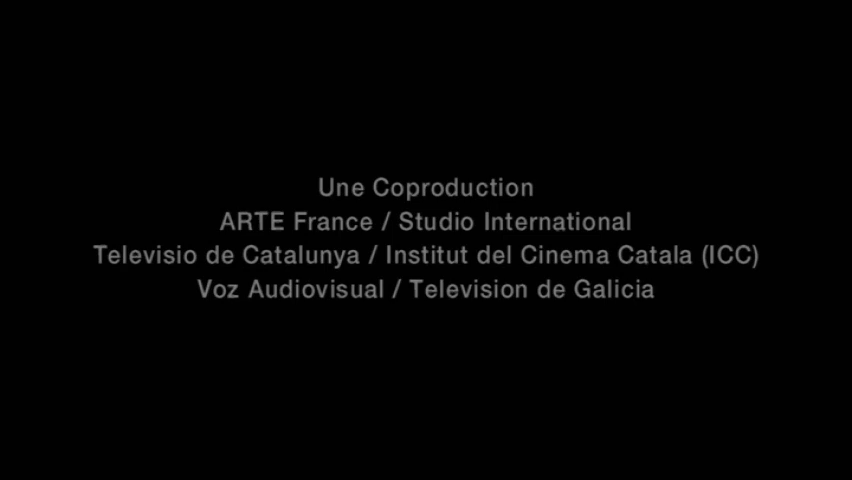 Une Coproduction
ARTE France / Studio International
Televisio de Catalunya / Institut del Cinema Catala (ICC)
Voz Audiovisual / Television de Galicia